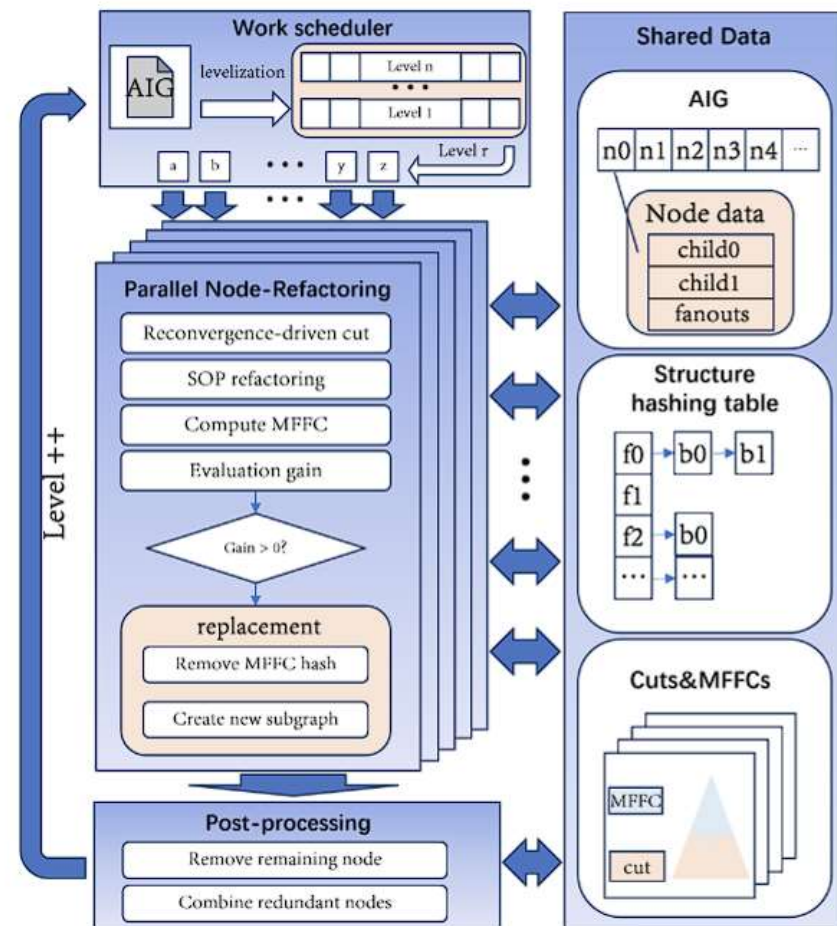 Work scheduler
AIG
levelization
Level n
• • •
Level 1
Level r
a b • • • y z
• • •
Level ++
Parallel Node-Refactoring
Reconvergence-driven cut
SOP refactoring
Compute MFFC
Evaluation gain
Gain > 0?
replacement
Remove MFFC hash
Create new subgraph
Post-processing
Remove remaining node
Combine redundant nodes
Shared Data
AIG
n0 n1 n2 n3 n4 ...
Node data
child0
child1
fanouts
Structure
hashing table
f0 b0 b1
f1
f2 b0
... ...
Cuts&MFFCs
MFFC
cut